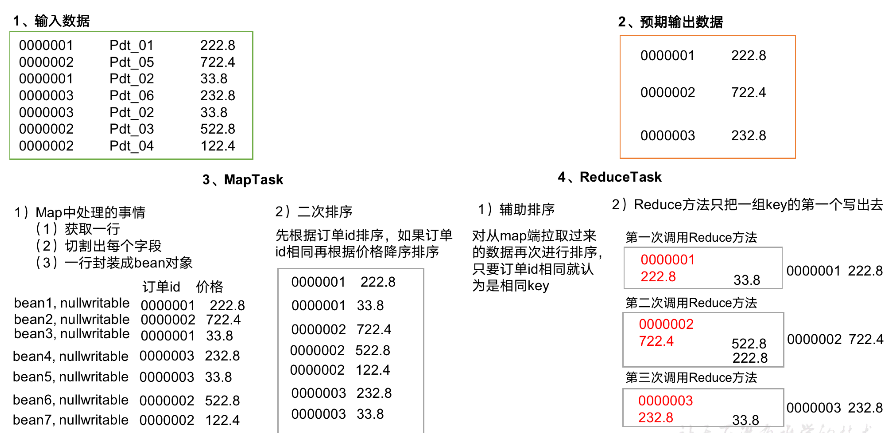 1、输入数据
0000001 Pdt_01 222.8
0000002 Pdt_05 722.4
0000001 Pdt_02 33.8
0000003 Pdt_06 232.8
0000003 Pdt_02 33.8
0000002 Pdt_03 522.8
0000002 Pdt_04 122.4
2、预期输出数据
0000001 222.8
0000002 722.4
0000003 232.8
3、MapTask
1）Map中处理的事情
（1）获取一行
（2）切割出每个字段
（3）一行封装成bean对象
订单id 价格
bean1, nullwritable 0000001 222.8
bean2, nullwritable 0000002 722.4
bean3, nullwritable 0000001 33.8
bean4, nullwritable 0000003 232.8
bean5, nullwritable 0000003 33.8
bean6, nullwritable 0000002 522.8
bean7, nullwritable 0000002 122.4
2）二次排序
先根据订单id排序，如果订单
id相同再根据价格降序排序
0000001 222.8
0000001 33.8
0000002 722.4
0000002 522.8
0000002 122.4
0000003 232.8
0000003 33.8
4、ReduceTask
1）辅助排序
对从map端拉取过来
的数据再次进行排序，
只要订单id相同就认
为是相同key
2）Reduce方法只把一组key的第一个写出去
第一次调用Reduce方法
0000001
222.8 33.8
0000001 222.8
第二次调用Reduce方法
0000002
722.4 522.8
222.8
0000002 722.4
第三次调用Reduce方法
0000003
232.8 33.8
0000003 232.8